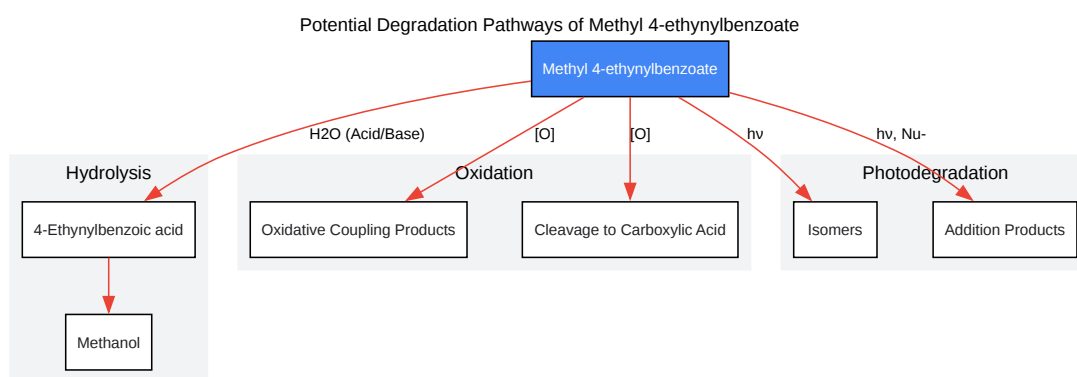 Potential Degradation Pathways of Methyl 4-ethynylbenzoate
Methyl 4-ethynylbenzoate
H2O (Acid/Base)
[O]
[O]
hν
hν, Nu-
Hydrolysis
Oxidation
Photodegradation
4-Ethynylbenzoic acid
Oxidative Coupling Products
Cleavage to Carboxylic Acid
Isomers
Addition Products
Methanol